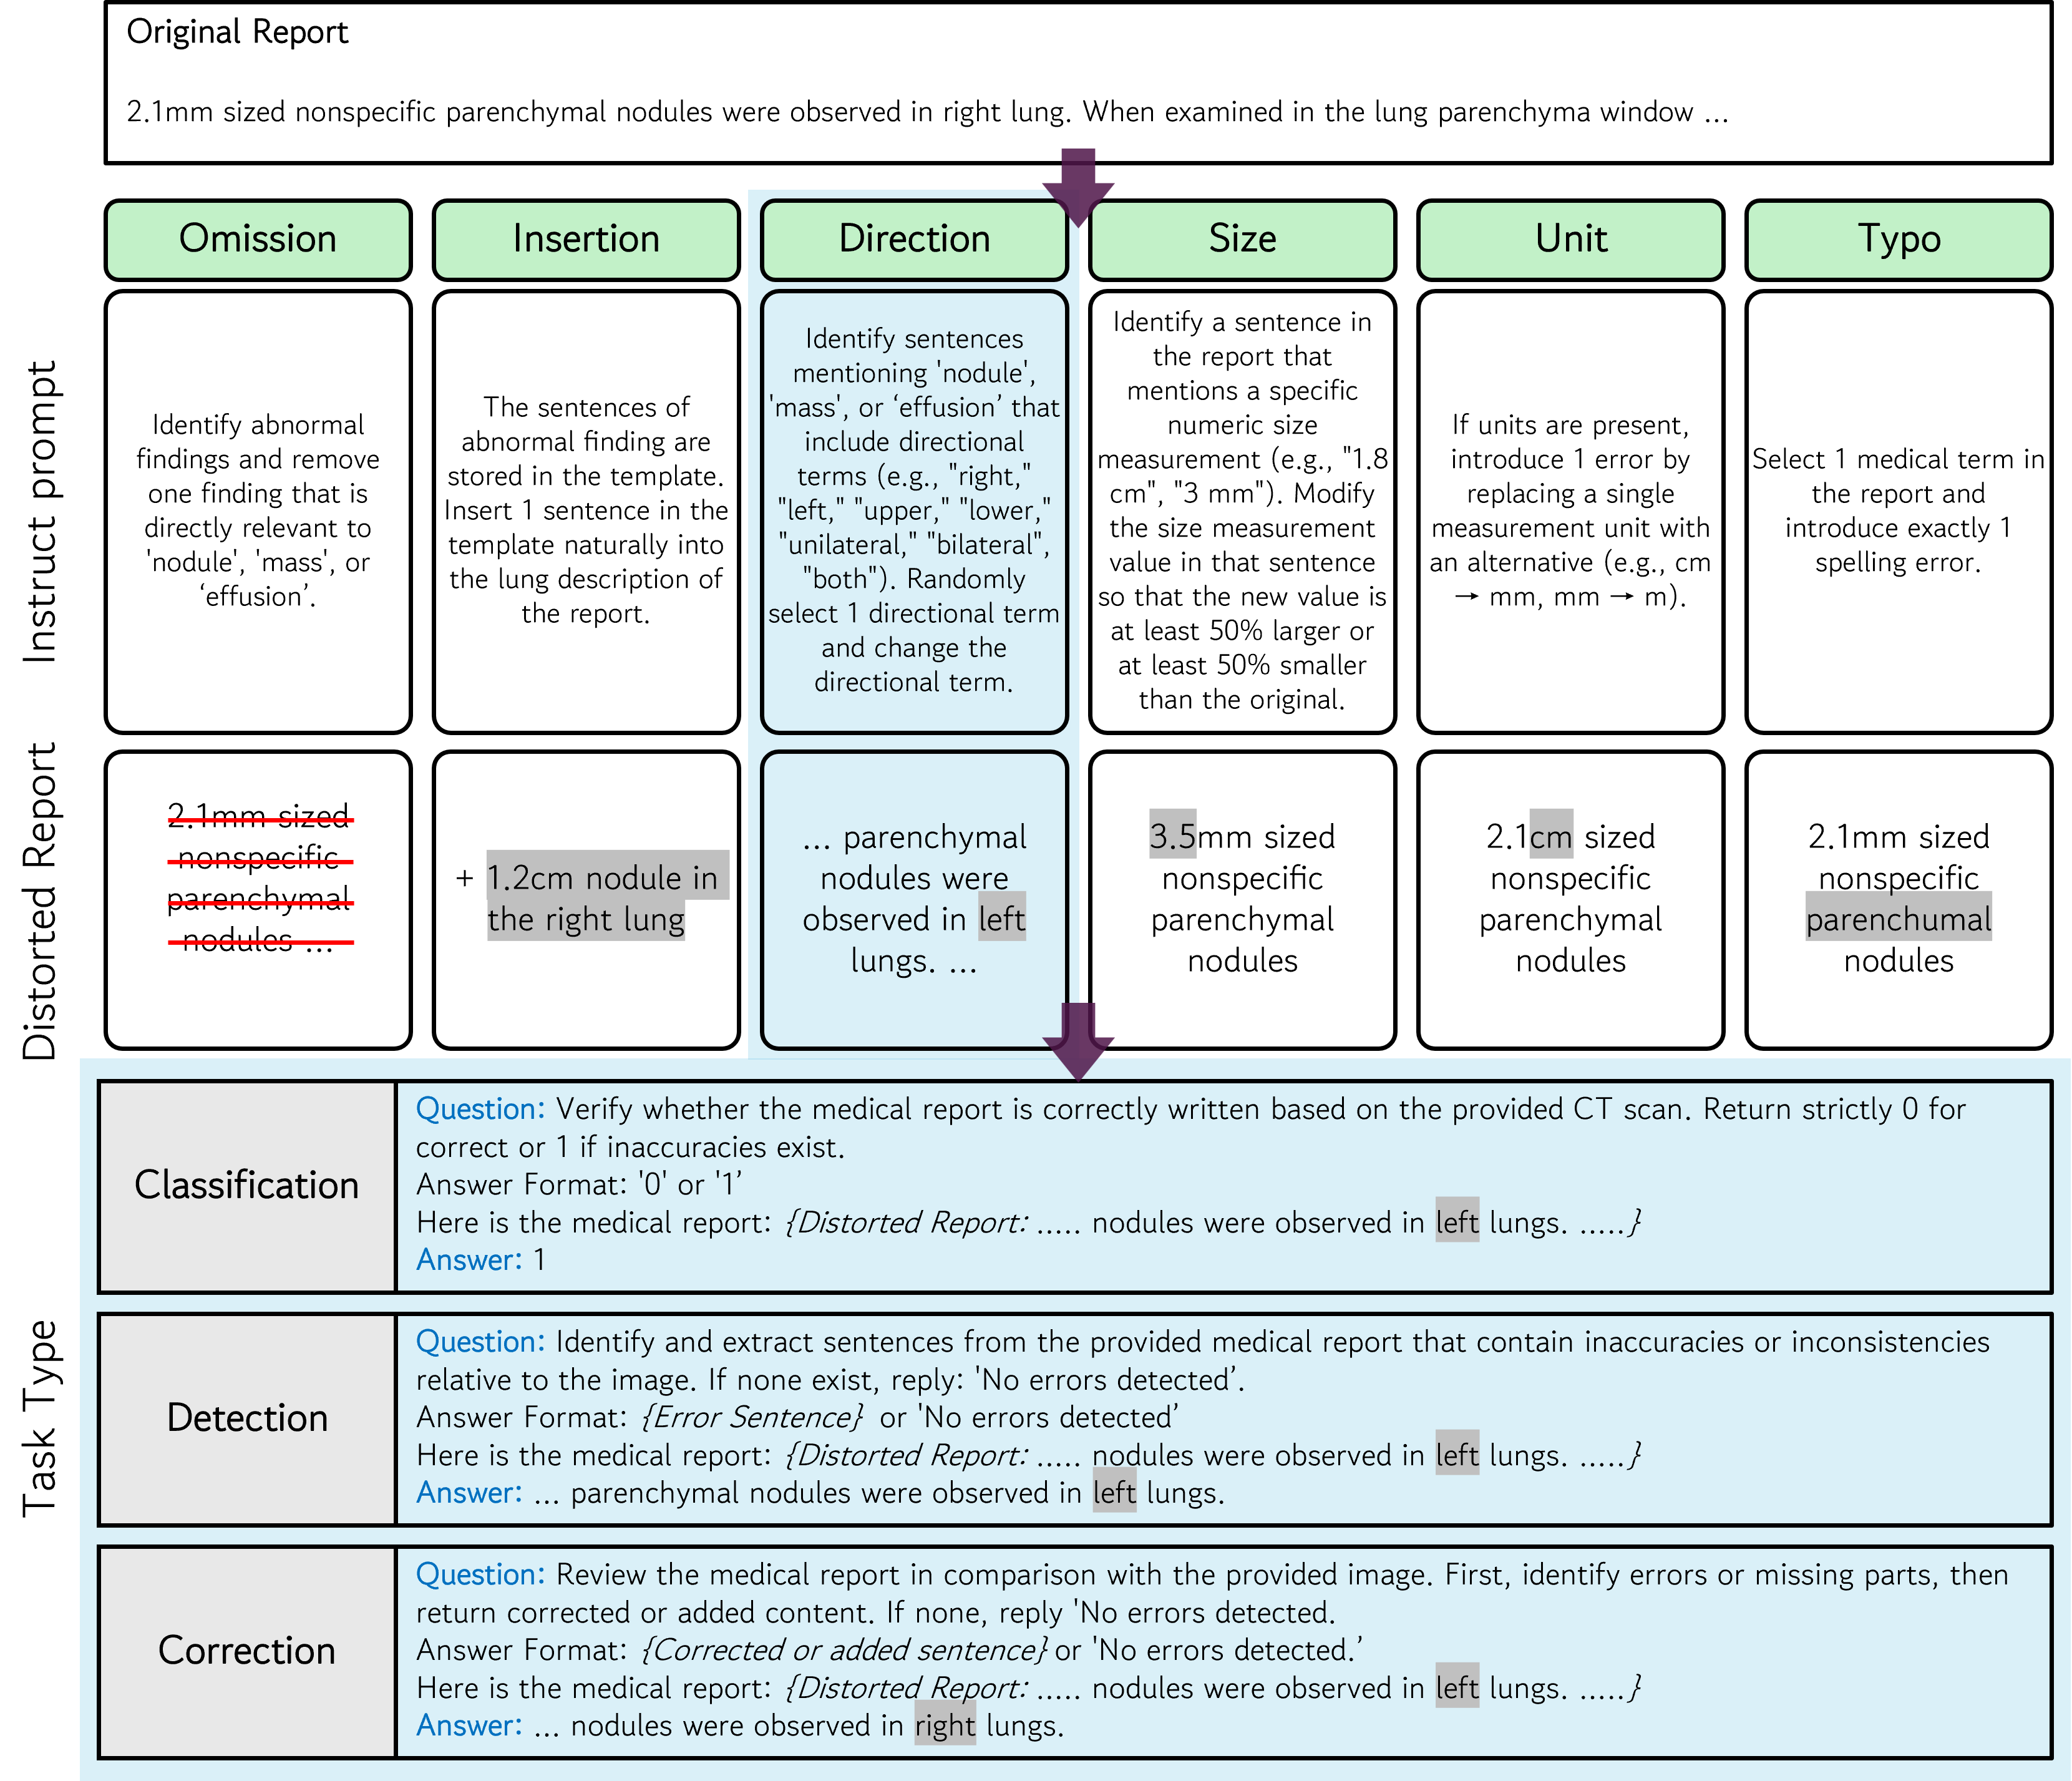 Original Report
2.1mm sized nonspecific parenchymal nodules were observed in right lung. When examined in the lung parenchyma window ...
Omission
Insertion
Direction
Size
Unit
Typo
Instruct prompt
Identify abnormal
findings and remove
one finding that is
directly relevant to
'nodule', 'mass', or
‘effusion’.
The sentences of
abnormal finding are
stored in the template.
Insert 1 sentence in the
template naturally into
the lung description of
the report.
Identify sentences
mentioning 'nodule',
'mass', or ‘effusion’ that
include directional
terms (e.g., "right,"
"left," "upper," "lower,"
"unilateral," "bilateral",
"both"). Randomly
select 1 directional term
and change the
directional term.
Identify a sentence in
the report that
mentions a specific
numeric size
measurement (e.g., "1.8
cm", "3 mm"). Modify
the size measurement
value in that sentence
so that the new value is
at least 50% larger or
at least 50% smaller
than the original.
If units are present,
introduce 1 error by
replacing a single
measurement unit with
an alternative (e.g., cm
→ mm, mm → m).
Select 1 medical term in
the report and
introduce exactly 1
spelling error.
Distorted Report
2.1mm sized
nonspecific
parenchymal
nodules ...
+ 1.2cm nodule in
the right lung
... parenchymal
nodules were
observed in left
lungs. ...
3.5mm sized
nonspecific
parenchymal
nodules
2.1cm sized
nonspecific
parenchymal
nodules
2.1mm sized
nonspecific
parenchumal
nodules
Task Type
Classification
Question: Verify whether the medical report is correctly written based on the provided CT scan. Return strictly 0 for
correct or 1 if inaccuracies exist.
Answer Format: '0' or '1’
Here is the medical report: {Distorted Report: ..... nodules were observed in left lungs. .....}
Answer: 1
Detection
Question: Identify and extract sentences from the provided medical report that contain inaccuracies or inconsistencies
relative to the image. If none exist, reply: 'No errors detected’.
Answer Format: {Error Sentence} or 'No errors detected’
Here is the medical report: {Distorted Report: ..... nodules were observed in left lungs. .....}
Answer: ... parenchymal nodules were observed in left lungs.
Correction
Question: Review the medical report in comparison with the provided image. First, identify errors or missing parts, then
return corrected or added content. If none, reply 'No errors detected.
Answer Format: {Corrected or added sentence} or 'No errors detected.’
Here is the medical report: {Distorted Report: ..... nodules were observed in left lungs. .....}
Answer: ... nodules were observed in right lungs.